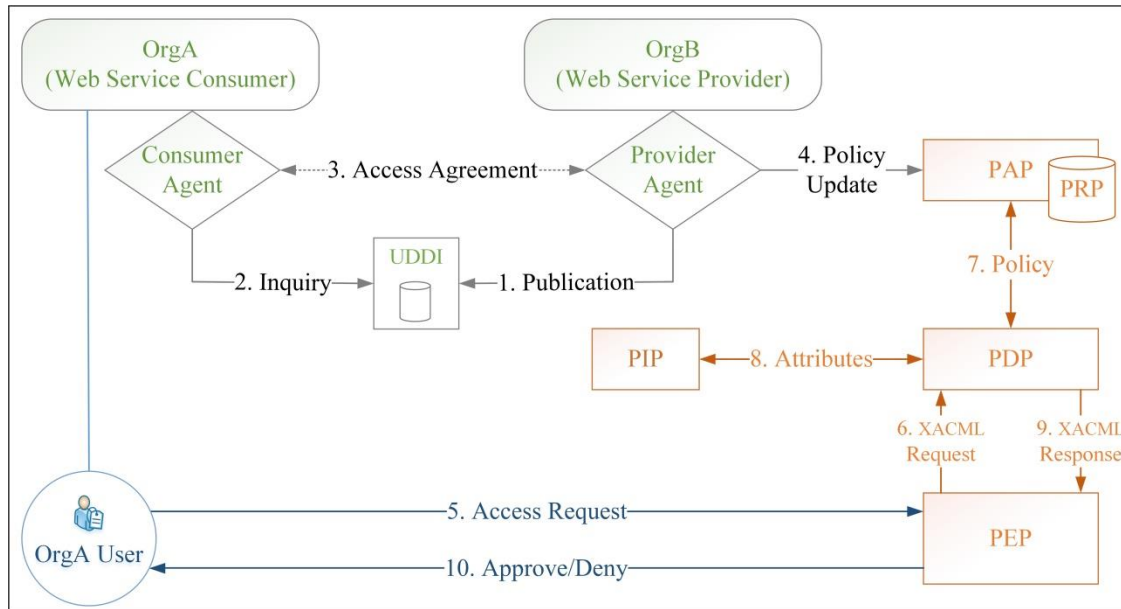 OrgA
(Web Service Consumer)
OrgB
(Web Service Provider)
Consumer
Agent
3. Access Agreement
Provider
Agent
4. Policy
Update
PAP
PRP
UDDI
2. Inquiry
1. Publication
7. Policy
PIP
8. Attributes
PDP
6. XACML
Request
9. XACML
Response
OrgA User
5. Access Request
PEP
10. Approve/Deny